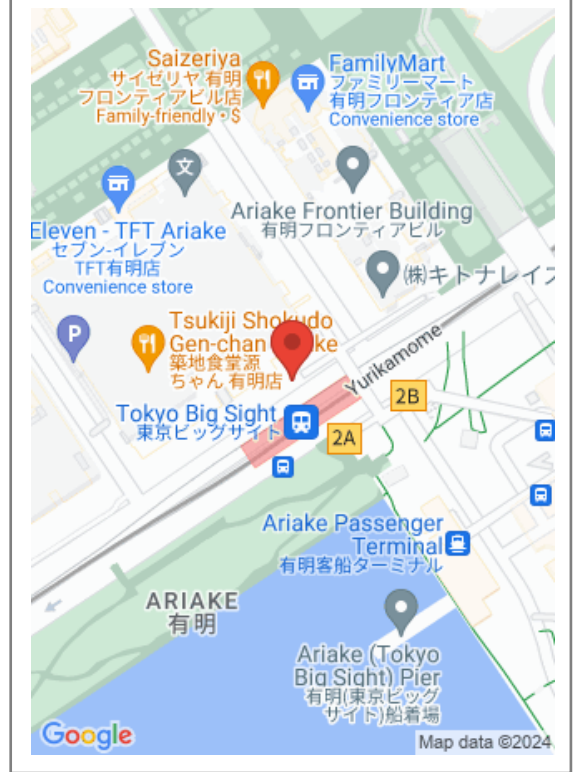 Saizeriya
サイゼリヤ 有明
フロンティアビル店
Family-friendly • $
FamilyMart
ファミリーマート
有明フロンティア店
Convenience store
文
Eleven - TFT Ariake
セブン-イレブン
TFT有明店
Convenience store
Ariake Frontier Building
有明フロンティアビル
(株)キトナレイス
P
Tsukiji Shokudo
Gen-chan
築地食堂源
ちゃん 有明店
Yurikamome
2B
Tokyo Big Sight
東京ビッグサイト
2A
Ariake Passenger
Terminal
有明客船ターミナル
ARIAKE
有明
Ariake (Tokyo
Big Sight) Pier
有明(東京ビッグ
サイト)船着場
Google
Map data ©2024